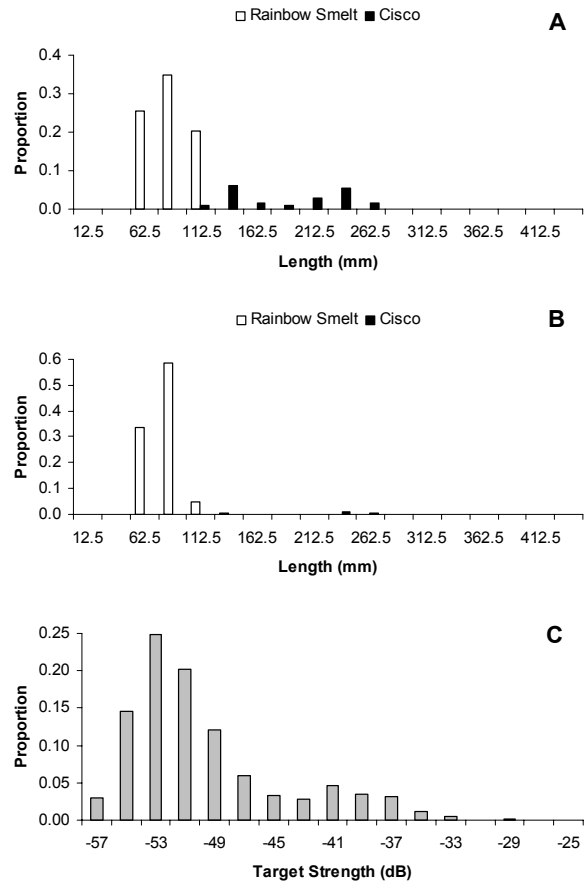 Rainbow Smelt Cisco
A
0.4
0.3
0.2
0.1
0.0
Proportion
12.5 62.5 112.5 162.5 212.5 262.5 312.5 362.5 412.5
Length (mm)
Rainbow Smelt Cisco
B
0.6
0.5
0.4
0.3
0.2
0.1
0.0
Proportion
12.5 62.5 112.5 162.5 212.5 262.5 312.5 362.5 412.5
Length (mm)
C
0.25
0.20
0.15
0.10
0.05
0.00
Proportion
-57 -53 -49 -45 -41 -37 -33 -29 -25
Target Strength (dB)